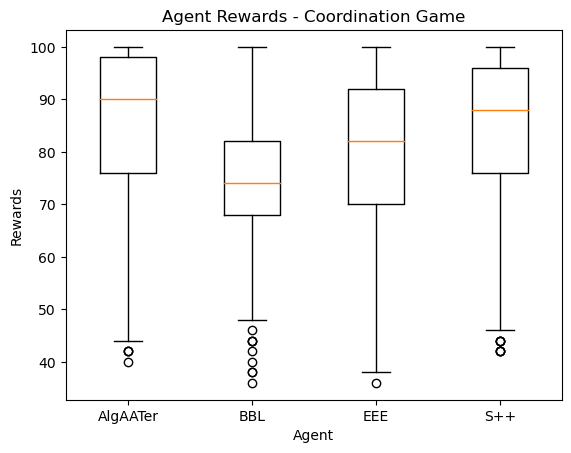 Agent Rewards - Coordination Game
100
90
80
70
60
50
40
Rewards
AlgAATer BBL EEE S++
Agent